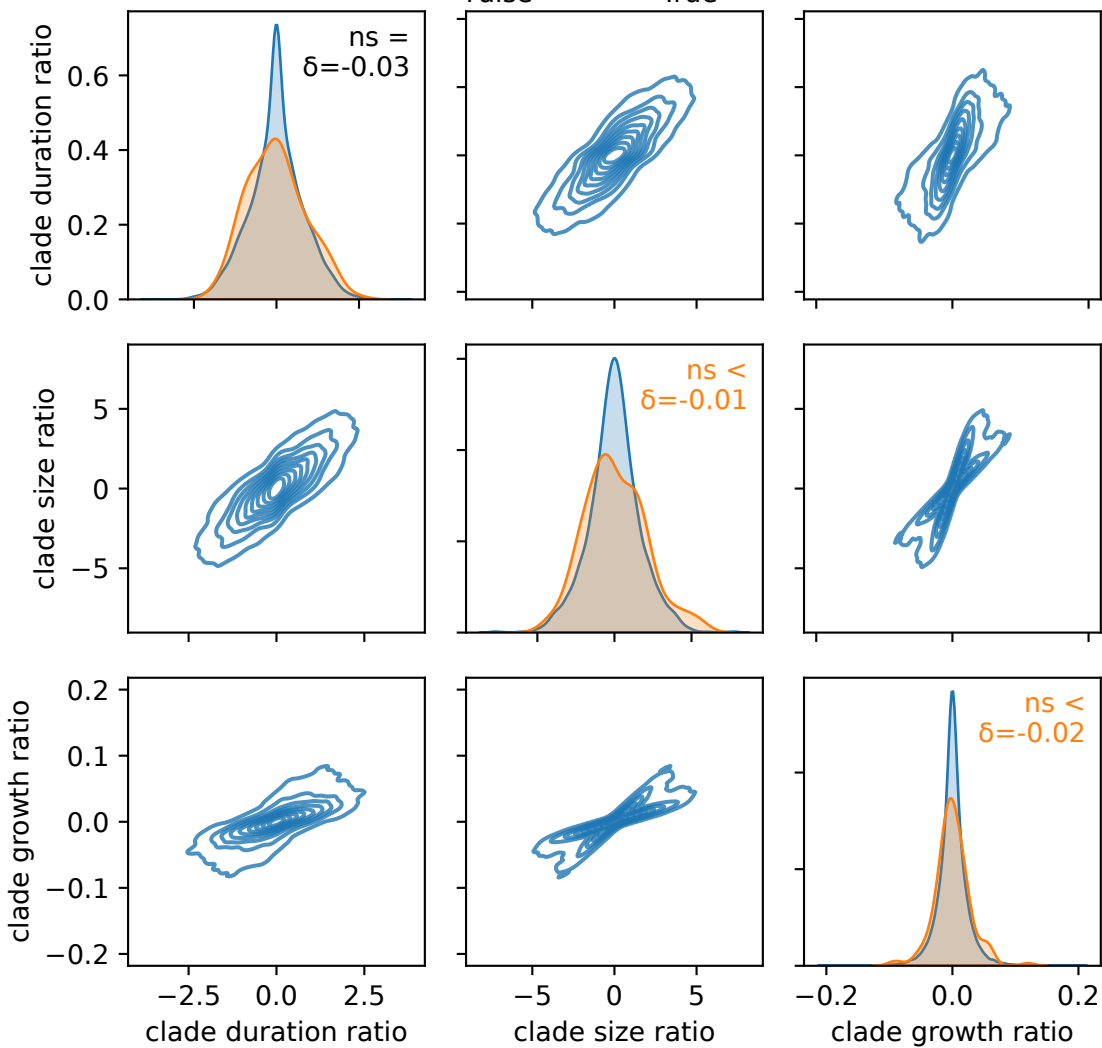 clade duration ratio
0.6
0.4
0.2
0.0
ns =
δ=-0.03
clade size ratio
5
0
−5
ns <
δ=-0.01
clade growth ratio
0.2
0.1
0.0
−0.1
−0.2
ns <
δ=-0.02
−2.5 0.0 2.5
−5 0 5
−0.2 0.0 0.2
clade duration ratio
clade size ratio
clade growth ratio